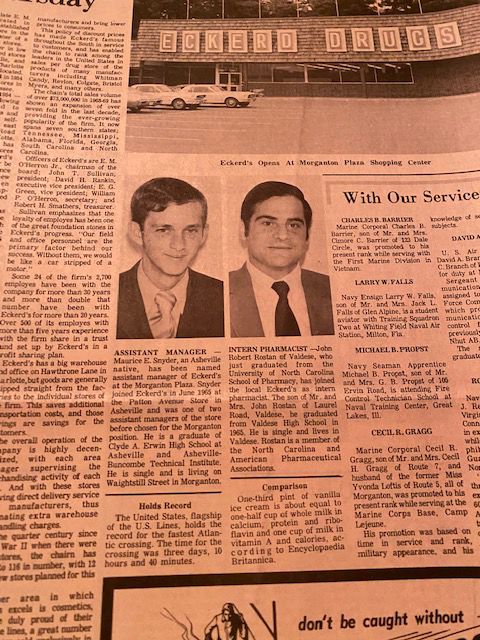 rsday
manufacturers and bring lower
prices to consumers.
This policy of discount prices
has made Eckerd's famous
throughout the South in service
to customers, and has enabled
the chain to rank among the
leaders in the United States in
sales per drug store of the
products of many manufac-
turers including Whitman
Candy, Revlon, Colgate, Bristol
Myers, and many others.
The chain's total sales volume
of over $73,000,000 in 1968-69 has
shown an expansion of over
seven fold in the last decade,
providing the ever-growing
popularity of the firm. It now
spans seven southern states;
Tennessee, Mississippi,
Alabama, Florida, Georgia,
South Carolina and North
Carolina.
Officers of Eckerd's are E. M.
O'Herron Jr., chairman of the
board; John T. Sullivan,
president; David H. Rankin,
executive vice president; E. G.
Green, vice president; William
P. O'Herron, secretary; and
Robert H. Smathers, treasurer.
Sullivan emphasizes that the
loyalty of employes has been one
of the great foundation stones in
Eckerd's progress. "Our field
and office personnel are the
primary factor behind our
success. Without them, we would
be like a car stripped of a
motor."
Some 24 of the firm's 2,700
employes have been with the
company for more than 30 years
and more than double that
number have been with
Eckerd's for more than 20 years.
Over 500 of its employes with
more than five years experience
with the firm share in a trust
fund set up by Eckerd's in a
profit sharing plan.
Eckerd's has a big warehouse
and office on Hawthorne Lane in
Charlotte, but goods are generally
shipped straight from the fac-
tories to the individual stores of
firm. This saves additional
transportation costs, and those
savings are savings for the
customers.
The overall operation of the
company is highly decen-
tralized, with each area
manager supervising the
merchandising activity of each
And with these stores
having direct delivery service
manufacturers, thus
eliminating extra warehouse
handling charges.
the quarter century since
War II when there were
stores, the chain has
to 116 in number, with 12
new stores planned for this
area in which
excels is cosmetics,
duly proud of their
lines, a great number
ECKERD DRUGS
Eckerd's Opens At Morganton Plaza Shopping Center
ASSISTANT MANAGER —
Maurice E. Snyder, an Asheville
native, has been named
assistant manager of Eckerd's
at the Morganton Plaza. Snyder
joined Eckerd's in June 1965 at
the Patton Avenue Store in
Asheville and was one of two
assistant managers of the store
before chosen for the Morganton
position. He is a graduate of
Clyde A. Erwin High School at
Asheville and Asheville-
Buncombe Technical Institute.
He is single and is living on
Waightstill Street in Morganton.
Holds Record
The United States, flagship
of the U.S. Lines, holds the
record for the fastest Atlan-
tic crossing. The time for the
crossing was three days, 10
hours and 40 minutes.
INTERN PHARMACIST —John
Robert Rostan of Valdese, who
just graduated from the
University of North Carolina
School of Pharmacy, has joined
the local Eckerd's as intern
pharmacist. The son of Mr. and
Mrs. John Rostan of Laurel
Road, Valdese, he graduated
from Valdese High School in
1965. He is single and lives in
Valdese. Rostan is a member of
the North Carolina and
American Pharmaceutical
Associations.
Comparison
One-third pint of vanilla
ice cream is about equal to
one-half cup of whole milk in
calcium, protein and ribo-
flavin and one cup of milk in
vitamin A and calories, ac-
cording to Encyclopaedia
Britannica.
With Our Service
CHARLES B. BARRIER
Marine Corporal Charles B.
Barrier, son of Mr. and Mrs.
Cimore C. Barrier of 122 Dale
Circle, was promoted to his
present rank while serving with
the First Marine Division in
Vietnam.
LARRY W. FALLS
Navy Ensign Larry W. Falls,
son of Mr. and Mrs. Jack L.
Falls of Glen Alpine, is a student
aviator with Training Squadron
Two at Whiting Field Naval Air
Station, Milton, Fla.
MICHAEL B. PROPST
Navy Seaman Apprentice
Michael B. Propst, son of Mr.
and Mrs. G. B. Propst of 105
Ervin Road, is attending Fire
Control Technician School at
Naval Training Center, Great
Lakes, Ill.
CECIL R. GRAGG
Marine Corporal Cecil R.
Gragg, son of Mr. and Mrs. Cecil
H. Gragg of Route 7, and
husband of the former Miss
Yvonda Lofts of Route 5, all of
Morganton, was promoted to his
present rank while serving at the
Marine Corps Base, Camp
Lejeune.
His promotion was based on
time in service and rank,
military appearance, and his
knowledge of
subjects.
DAVID A
U. S. Air
David A. Bran
C. Branch of
for duty at
don't be caught without